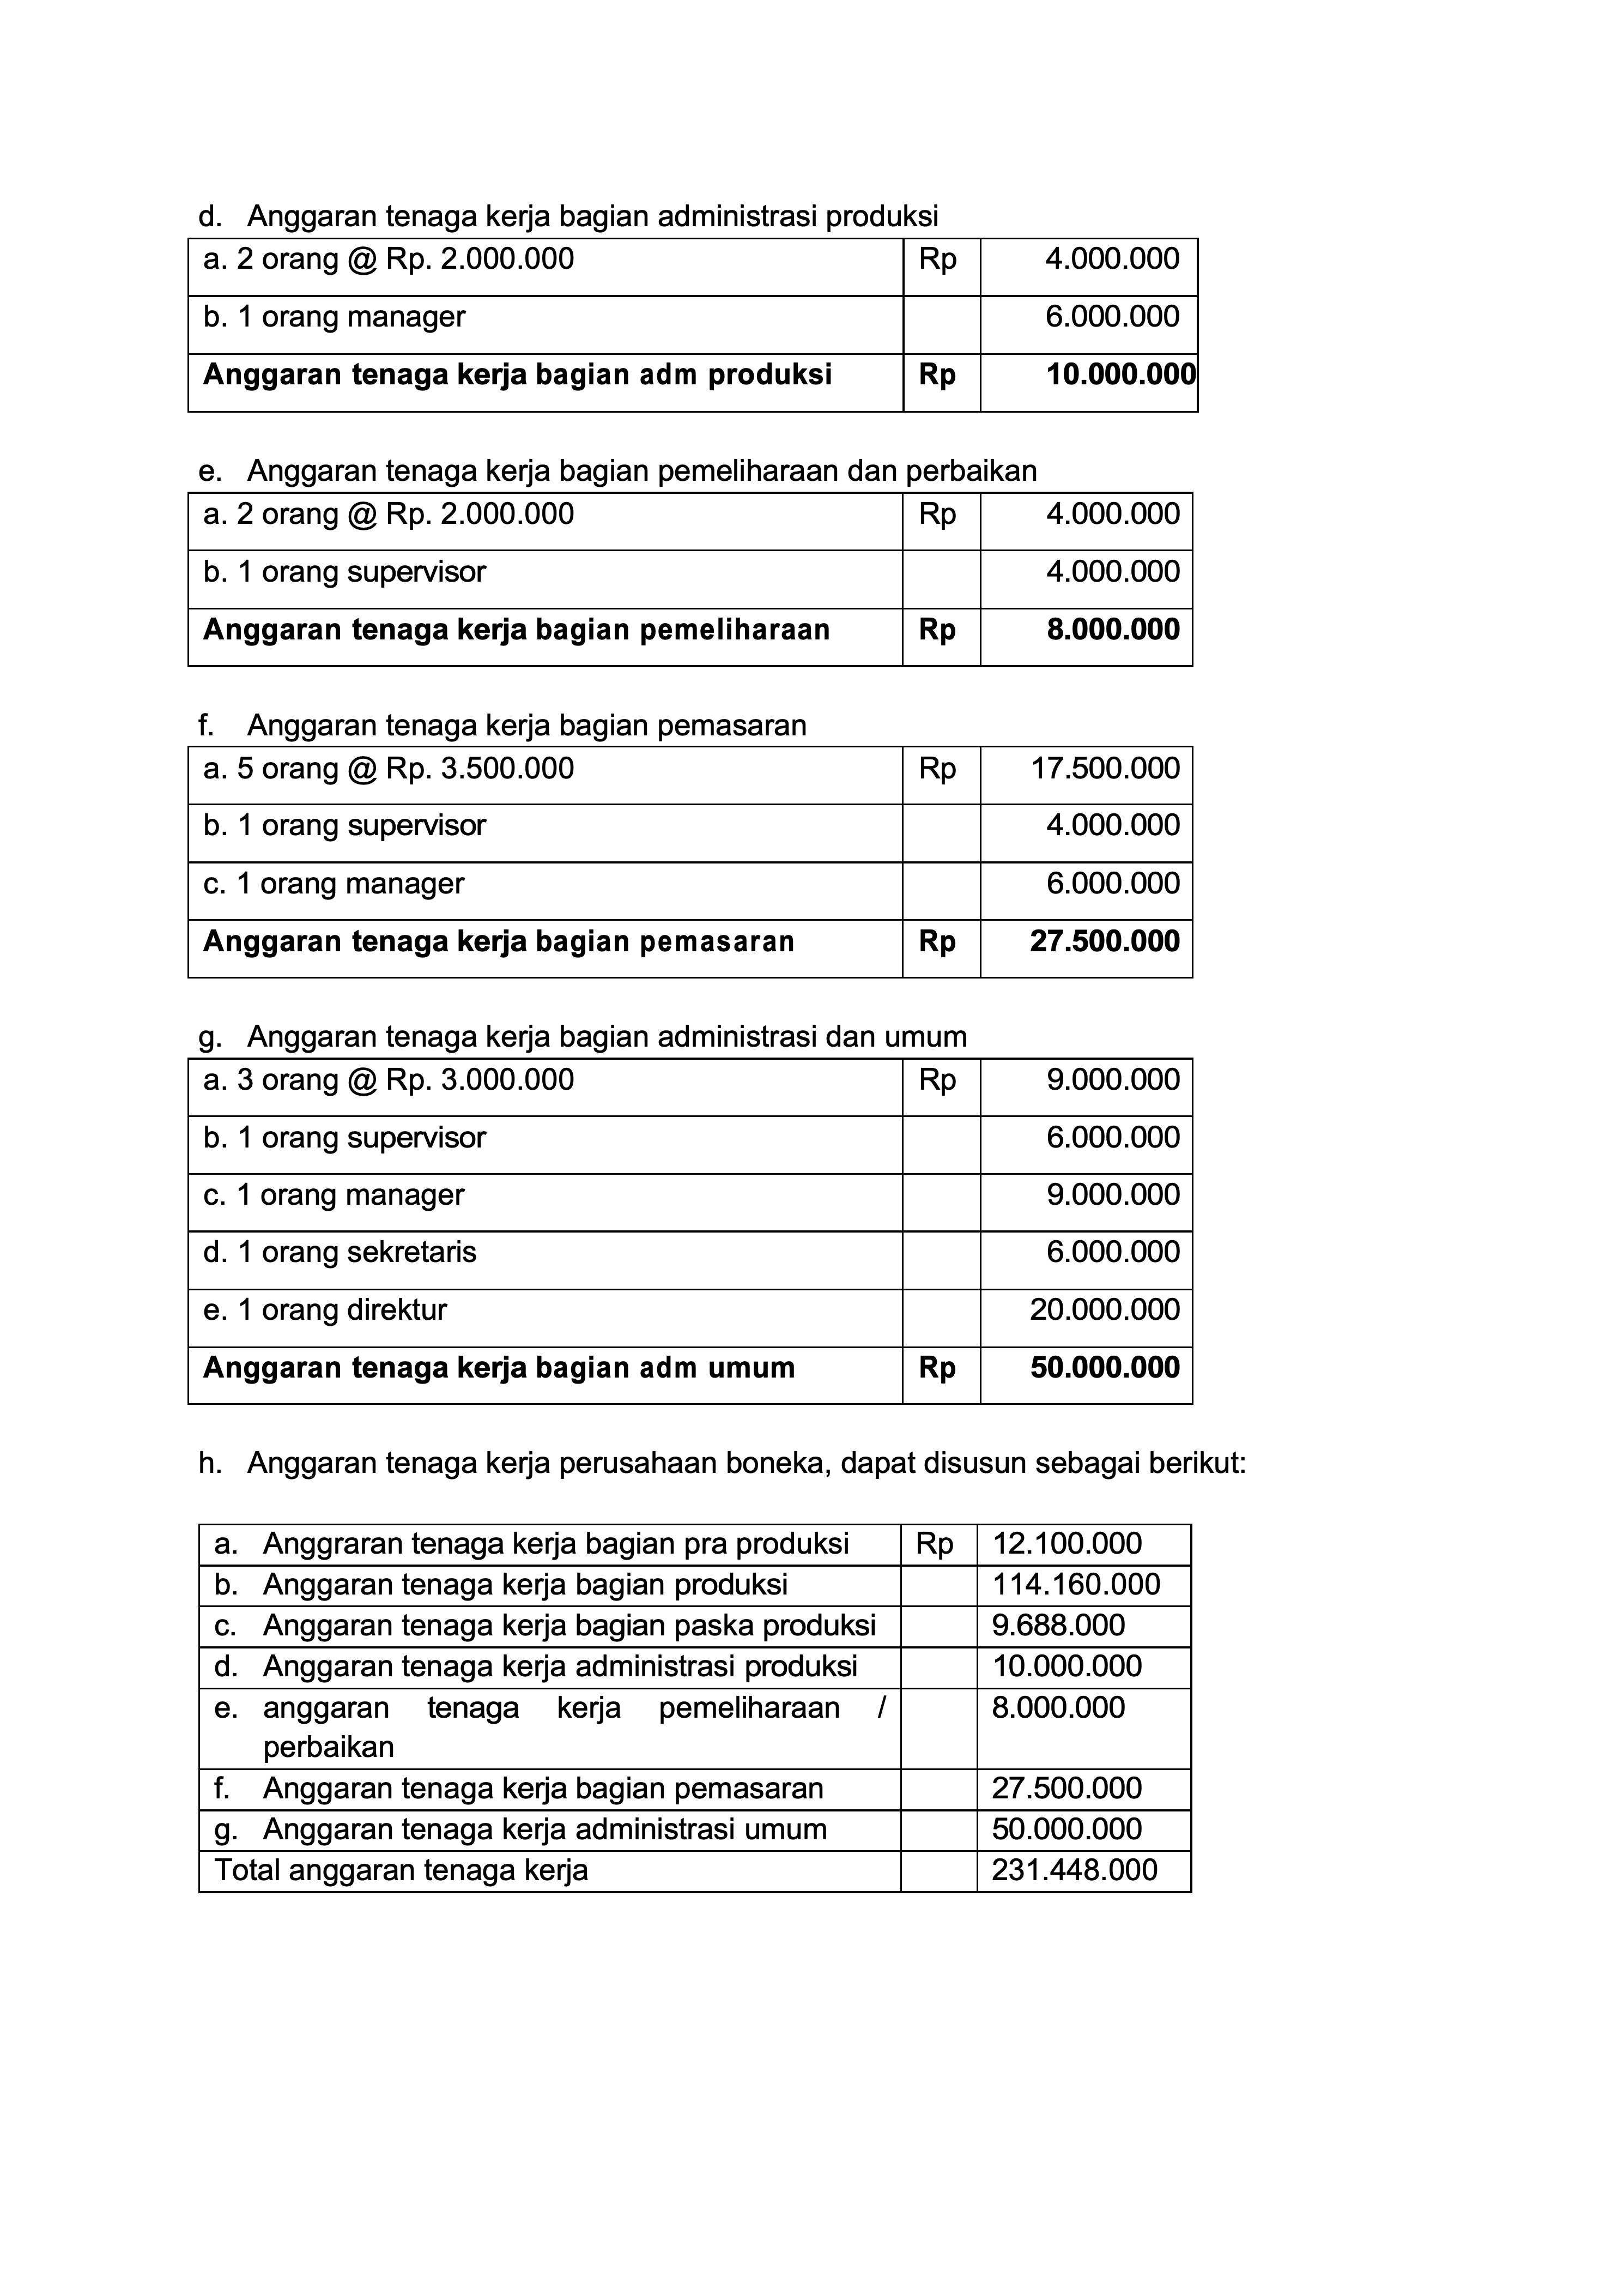 d. Anggaran tenaga kerja bagian administrasi produksi
a. 2 orang @ Rp. 2.000.000 Rp 4.000.000
b. 1 orang manager 6.000.000
Anggaran tenaga kerja bagian adm produksi Rp 10.000.000
e. Anggaran tenaga kerja bagian pemeliharaan dan perbaikan
a. 2 orang @ Rp. 2.000.000 Rp 4.000.000
b. 1 orang supervisor 4.000.000
Anggaran tenaga kerja bagian pemeliharaan Rp 8.000.000
f. Anggaran tenaga kerja bagian pemasaran
a. 5 orang @ Rp. 3.500.000 Rp 17.500.000
b. 1 orang supervisor 4.000.000
c. 1 orang manager 6.000.000
Anggaran tenaga kerja bagian pemasaran Rp 27.500.000
g. Anggaran tenaga kerja bagian administrasi dan umum
a. 3 orang @ Rp. 3.000.000 Rp 9.000.000
b. 1 orang supervisor 6.000.000
c. 1 orang manager 9.000.000
d. 1 orang sekretaris 6.000.000
e. 1 orang direktur 20.000.000
Anggaran tenaga kerja bagian adm umum Rp 50.000.000
h. Anggaran tenaga kerja perusahaan boneka, dapat disusun sebagai berikut:
a. Anggraran tenaga kerja bagian pra produksi Rp 12.100.000
b. Anggaran tenaga kerja bagian produksi 114.160.000
c. Anggaran tenaga kerja bagian paska produksi 9.688.000
d. Anggaran tenaga kerja administrasi produksi 10.000.000
e. anggaran tenaga kerja pemeliharaan / 8.000.000
perbaikan
f. Anggaran tenaga kerja bagian pemasaran 27.500.000
g. Anggaran tenaga kerja administrasi umum 50.000.000
Total anggaran tenaga kerja 231.448.000